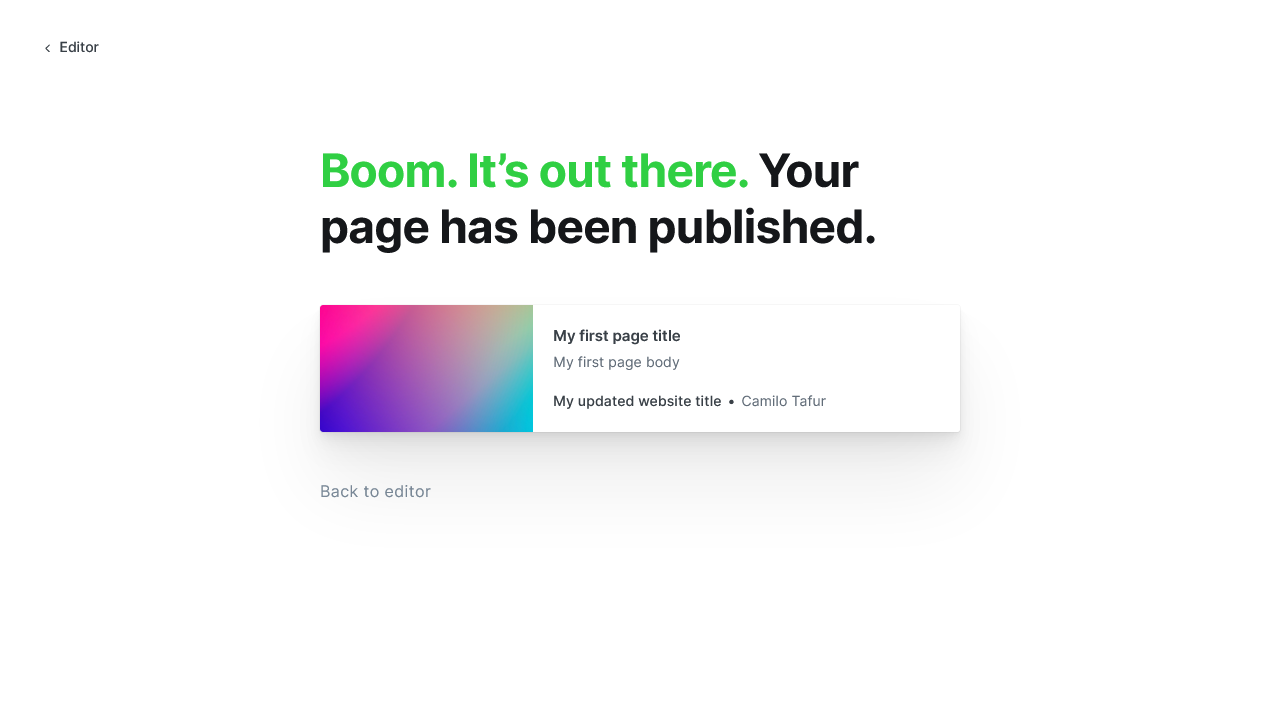 Editor
Boom. It’s out there. Your
page has been published.
My first page title
My first page body
My updated website title • Camilo Tafur
Back to editor